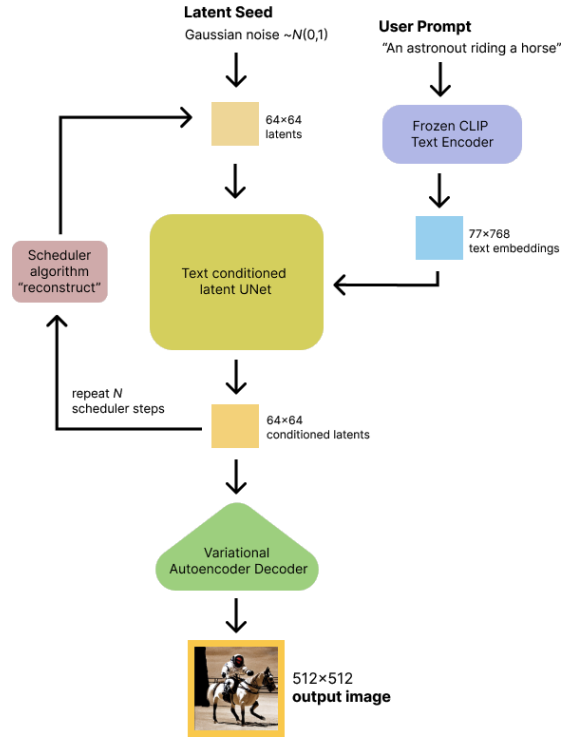 Latent Seed
Gaussian noise ~N(0,1)
User Prompt
“An astronout riding a horse”
64×64
latents
Frozen CLIP
Text Encoder
77×768
text embeddings
Scheduler
algorithm
“reconstruct”
Text conditioned
latent UNet
repeat N
scheduler steps
64×64
conditioned latents
Variational
Autoencoder Decoder
512×512
output image